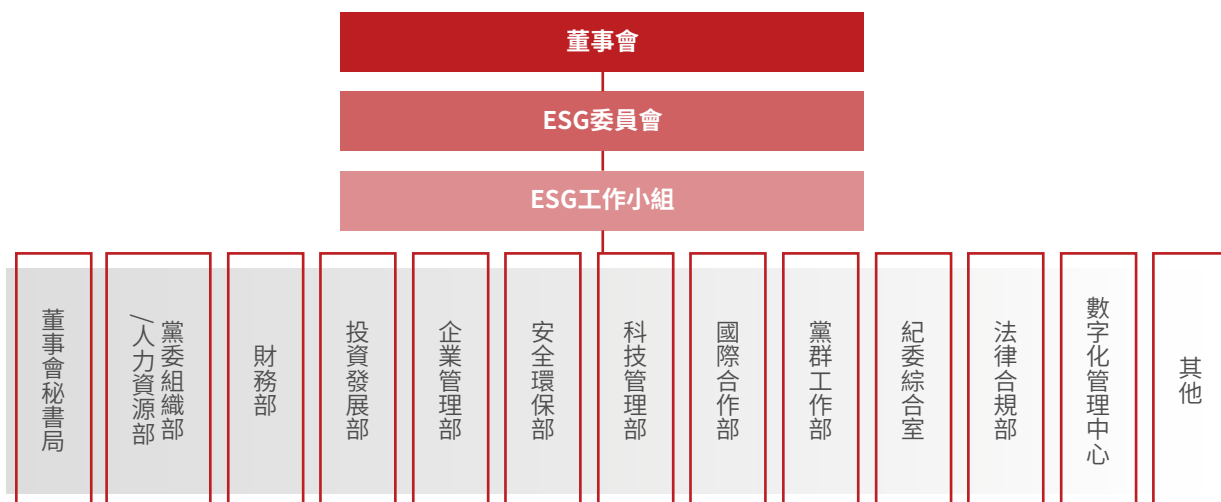 董事會
ESG委員會
ESG工作小組
董事會秘書局
黨委組織部
/人力資源部
財務部
投資發展部
企業管理部
安全環保部
科技管理部
國際合作部
黨群工作部
紀委綜合室
法律合規部
數字化管理中心
其他